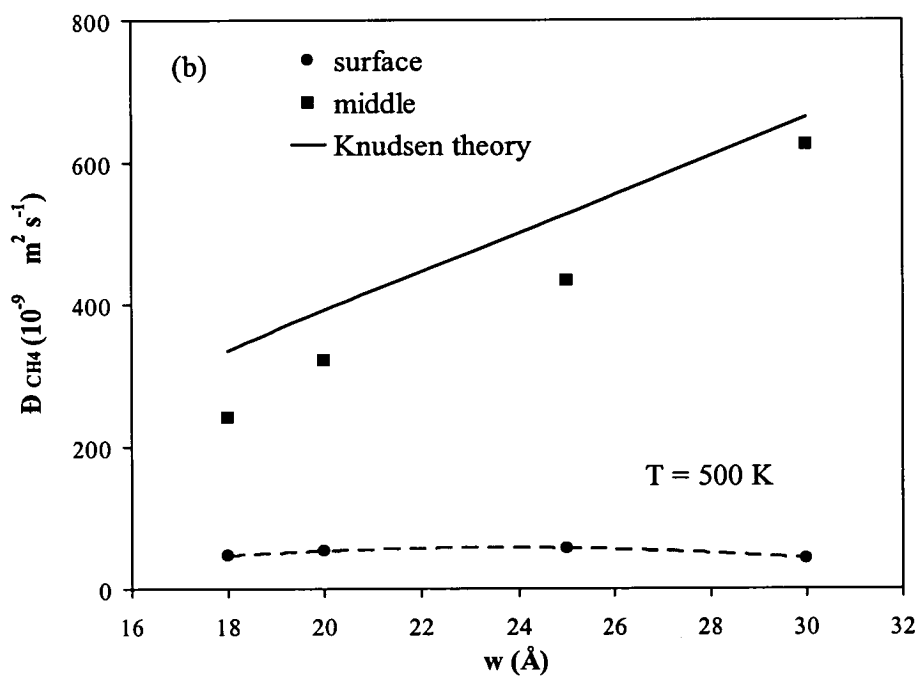 800
(b)
surface
middle
Knudsen theory
600
400
200
0
Đ CH4 (10⁻⁹ m² s⁻¹)
T = 500 K
16 18 20 22 24 26 28 30 32
w (Å)